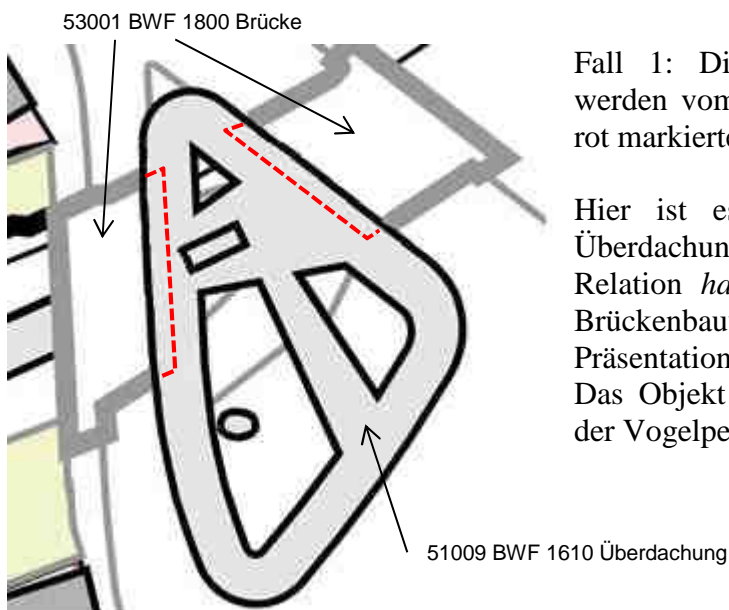 53001 BWF 1800 Brücke
Fall 1: Di
werden vom
rot markierte
Hier ist es
Überdachun
Relation ha
Brückenbau
Präsentation
Das Objekt
der Vogelpe
51009 BWF 1610 Überdachung